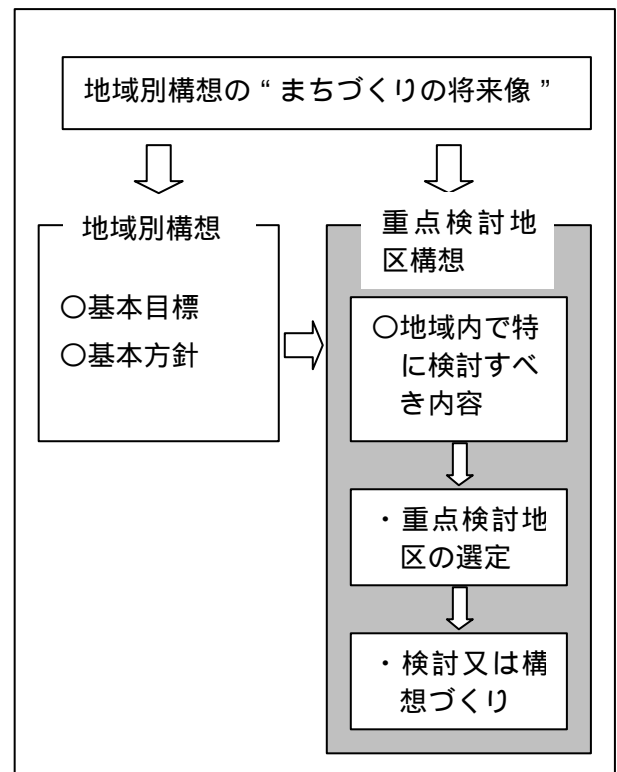 地域別構想の“まちづくりの将来像”
地域別構想
○基本目標
○基本方針
重点検討地
区構想
○地域内で特
に検討すべ
き内容
・重点検討地
区の選定
・検討又は構
想づくり